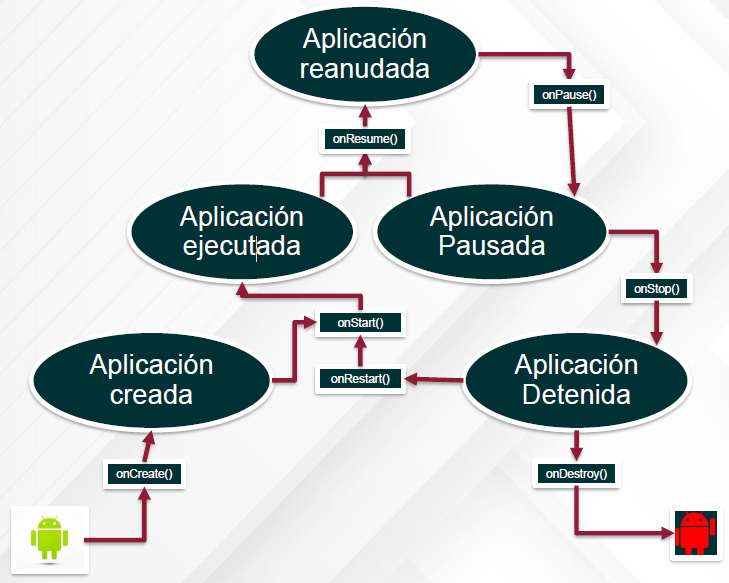 Aplicación
reanudada
onPause()
onResume()
Aplicación
ejecutada
Aplicación
Pausada
onStop()
onStart()
Aplicación
creada
onRestart()
Aplicación
Detenida
onCreate()
onDestroy()